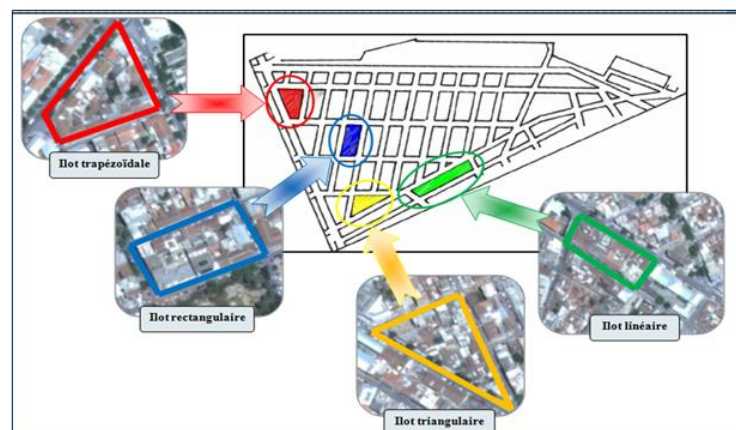 Ilot trapézoïdale
Ilot rectangulaire
Ilot linéaire
Ilot triangulaire